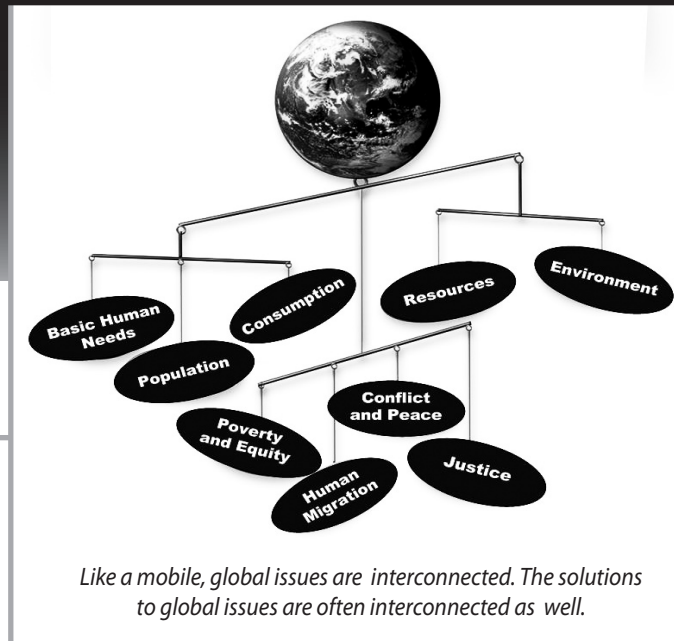 Basic Human
Needs
Population
Consumption
Resources
Environment
Poverty
and Equity
Human
Migration
Conflict
and Peace
Justice
Like a mobile, global issues are interconnected. The solutions
to global issues are often interconnected as well.